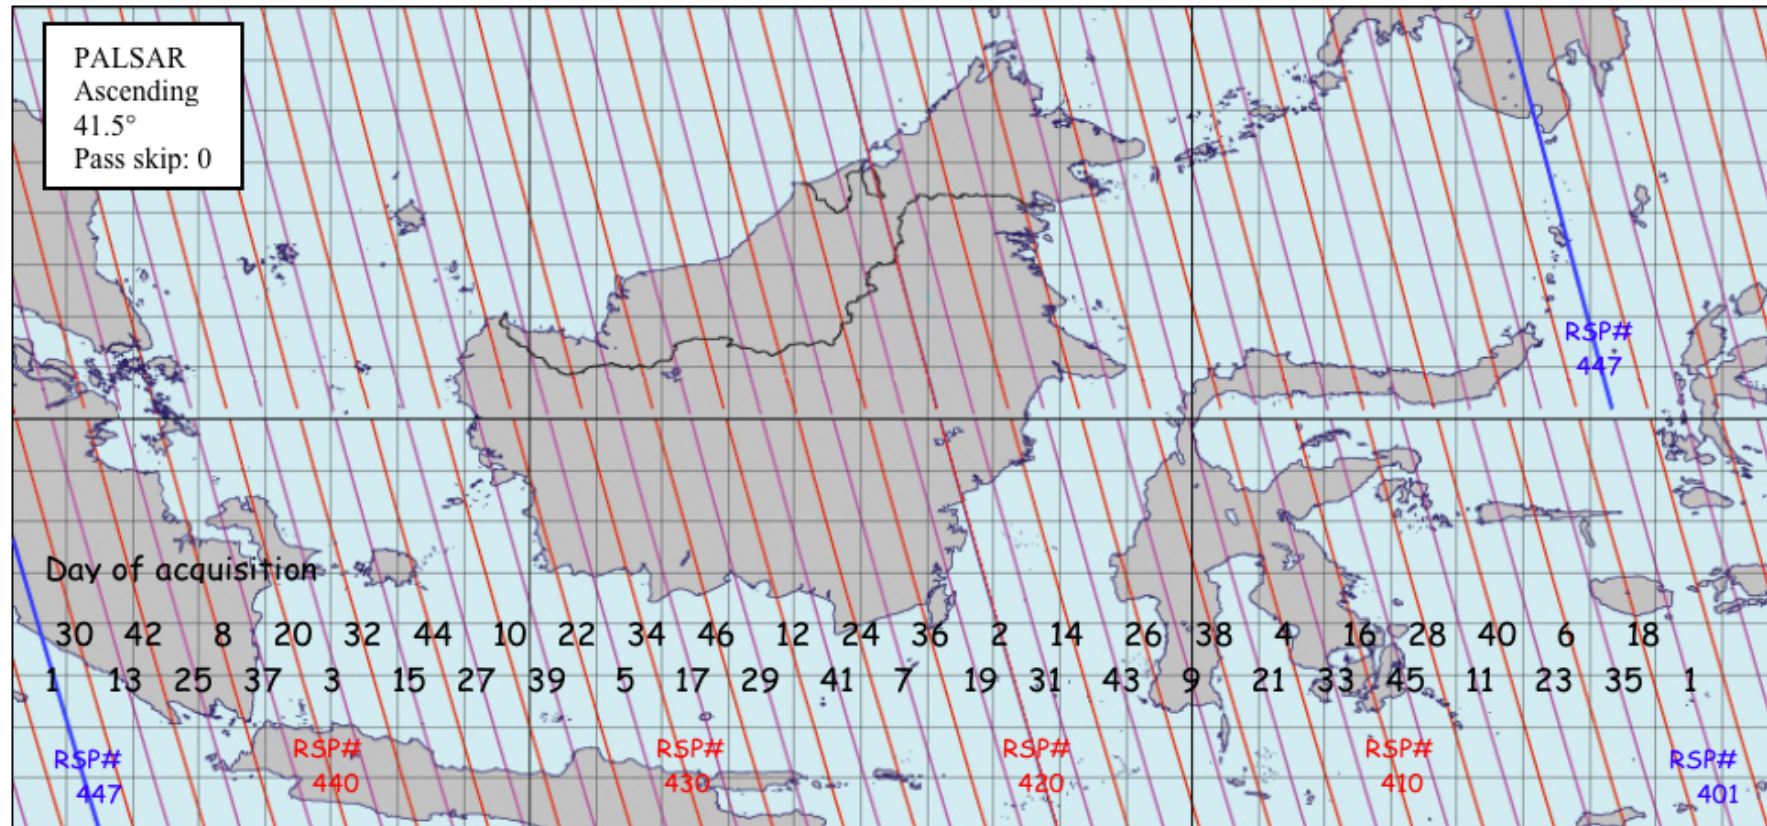 PALSAR
Ascending
41.5°
Pass skip: 0
RSP#
447
Day of acquisition
30 42 8 20 32 44 10 22 34 46 12 24 36 2 14 26 38 4 16 28 40 6 18
1 13 25 37 3 15 27 39 5 17 29 41 7 19 31 43 9 21 33 45 11 23 35 1
RSP# RSP# RSP# RSP# RSP# RSP#
447 440 430 420 410 401